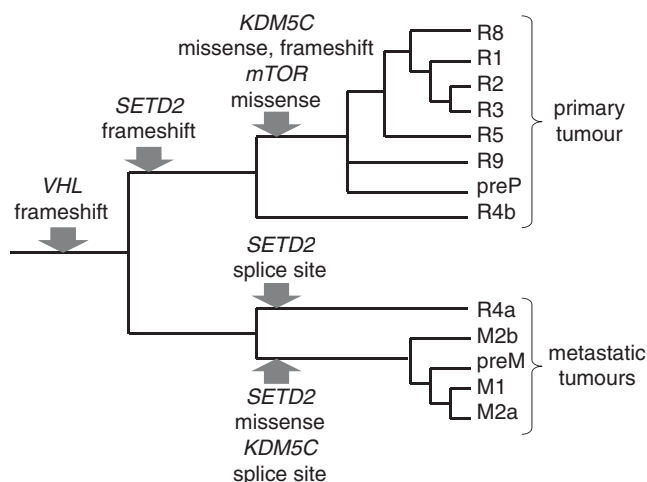 KDM5C
missense, frameshift
mTOR
missense
SETD2
frameshift
VHL
frameshift
R8
R1
R2
R3
R5
R9
preP
R4b
primary
tumour
SETD2
splice site
SETD2
missense
KDM5C
splice site
R4a
M2b
preM
M1
M2a
metastatic
tumours